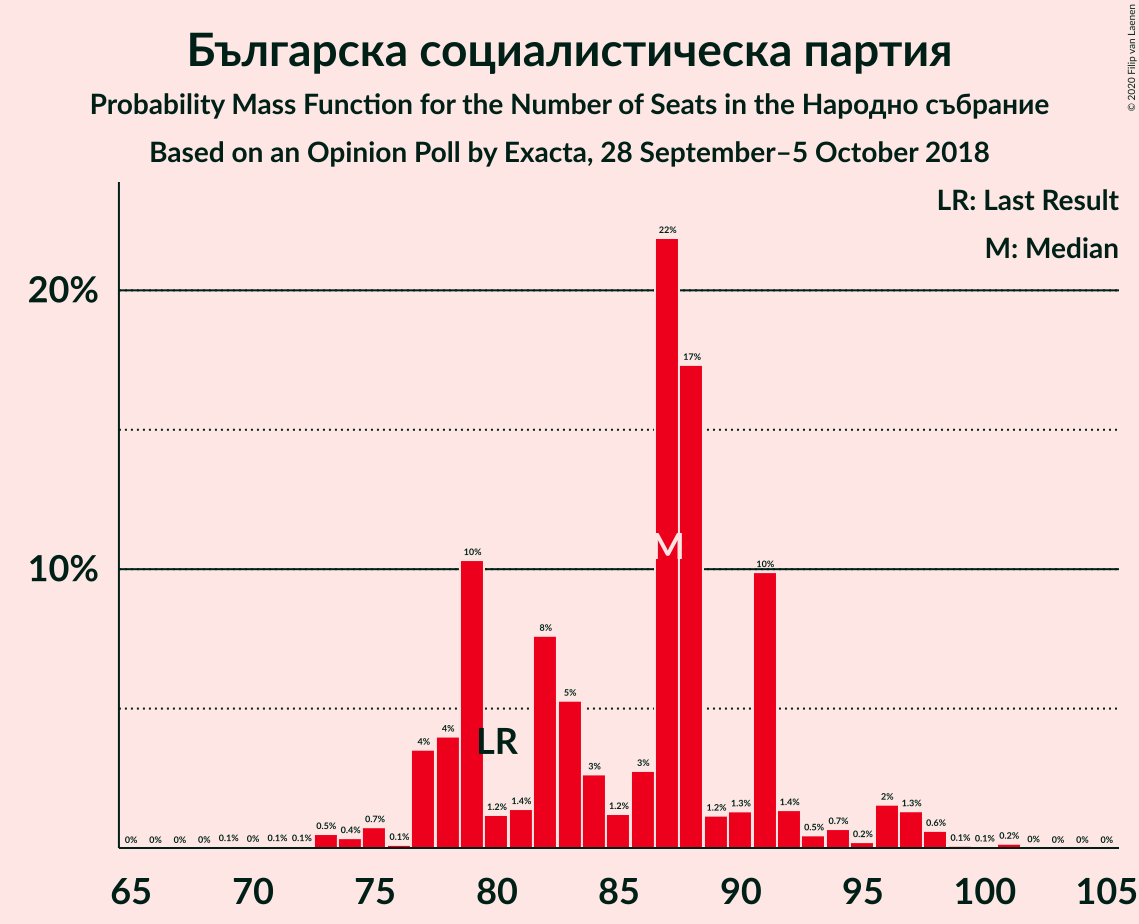 Българска социалистическа партия
Probability Mass Function for the Number of Seats in the Народно събрание
Based on an Opinion Poll by Exacta, 28 September–5 October 2018
© 2020 Filip van Laenen
LR: Last Result
M: Median
20%
10%
0% 0% 0% 0% 0.1% 0% 0.1% 0.1% 0.5% 0.4% 0.7% 0.1% 4% 4% 10% 1.2% 1.4% 8% 5% 3% 1.2% 3% 22% 17% 1.2% 1.3% 10% 1.4% 0.5% 0.7% 0.2% 2% 1.3% 0.6% 0.1% 0.1% 0.2% 0% 0% 0% 0%
M
LR
65 70 75 80 85 90 95 100 105